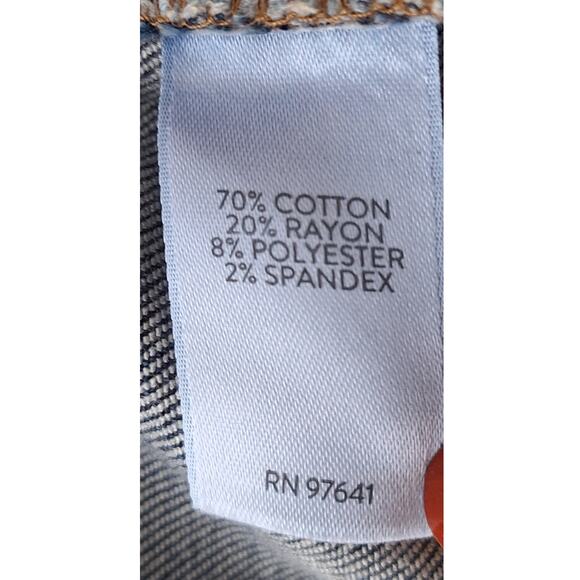 70% COTTON
20% RAYON
8% POLYESTER
2% SPANDEX
RN 97641